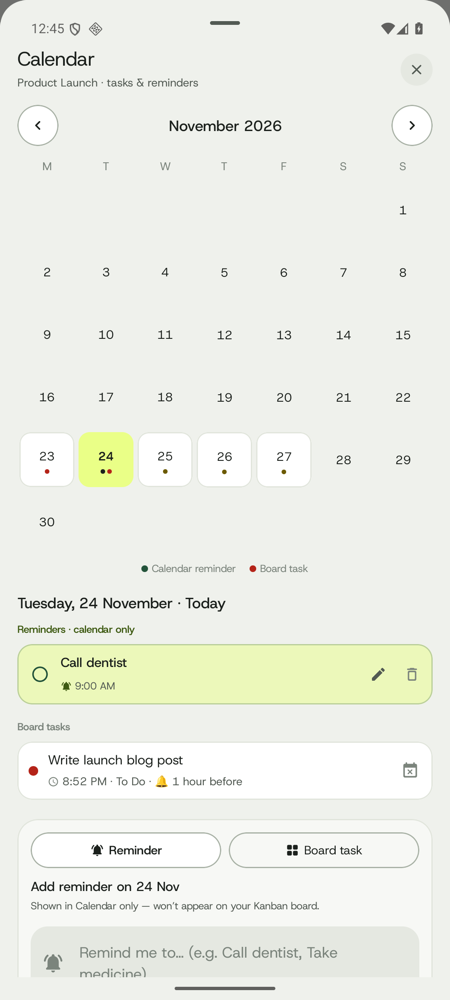 12:45
Calendar
Product Launch · tasks & reminders
November 2026
M T W T F S S
1
2 3 4 5 6 7 8
9 10 11 12 13 14 15
16 17 18 19 20 21 22
23 24 25 26 27 28 29
30
Calendar reminder Board task
Tuesday, 24 November · Today
Reminders · calendar only
Call dentist
9:00 AM
Board tasks
Write launch blog post
8:52 PM · To Do · 🔔 1 hour before
Reminder Board task
Add reminder on 24 Nov
Shown in Calendar only — won't appear on your Kanban board.
Remind me to... (e.g. Call dentist, Take
medicine)